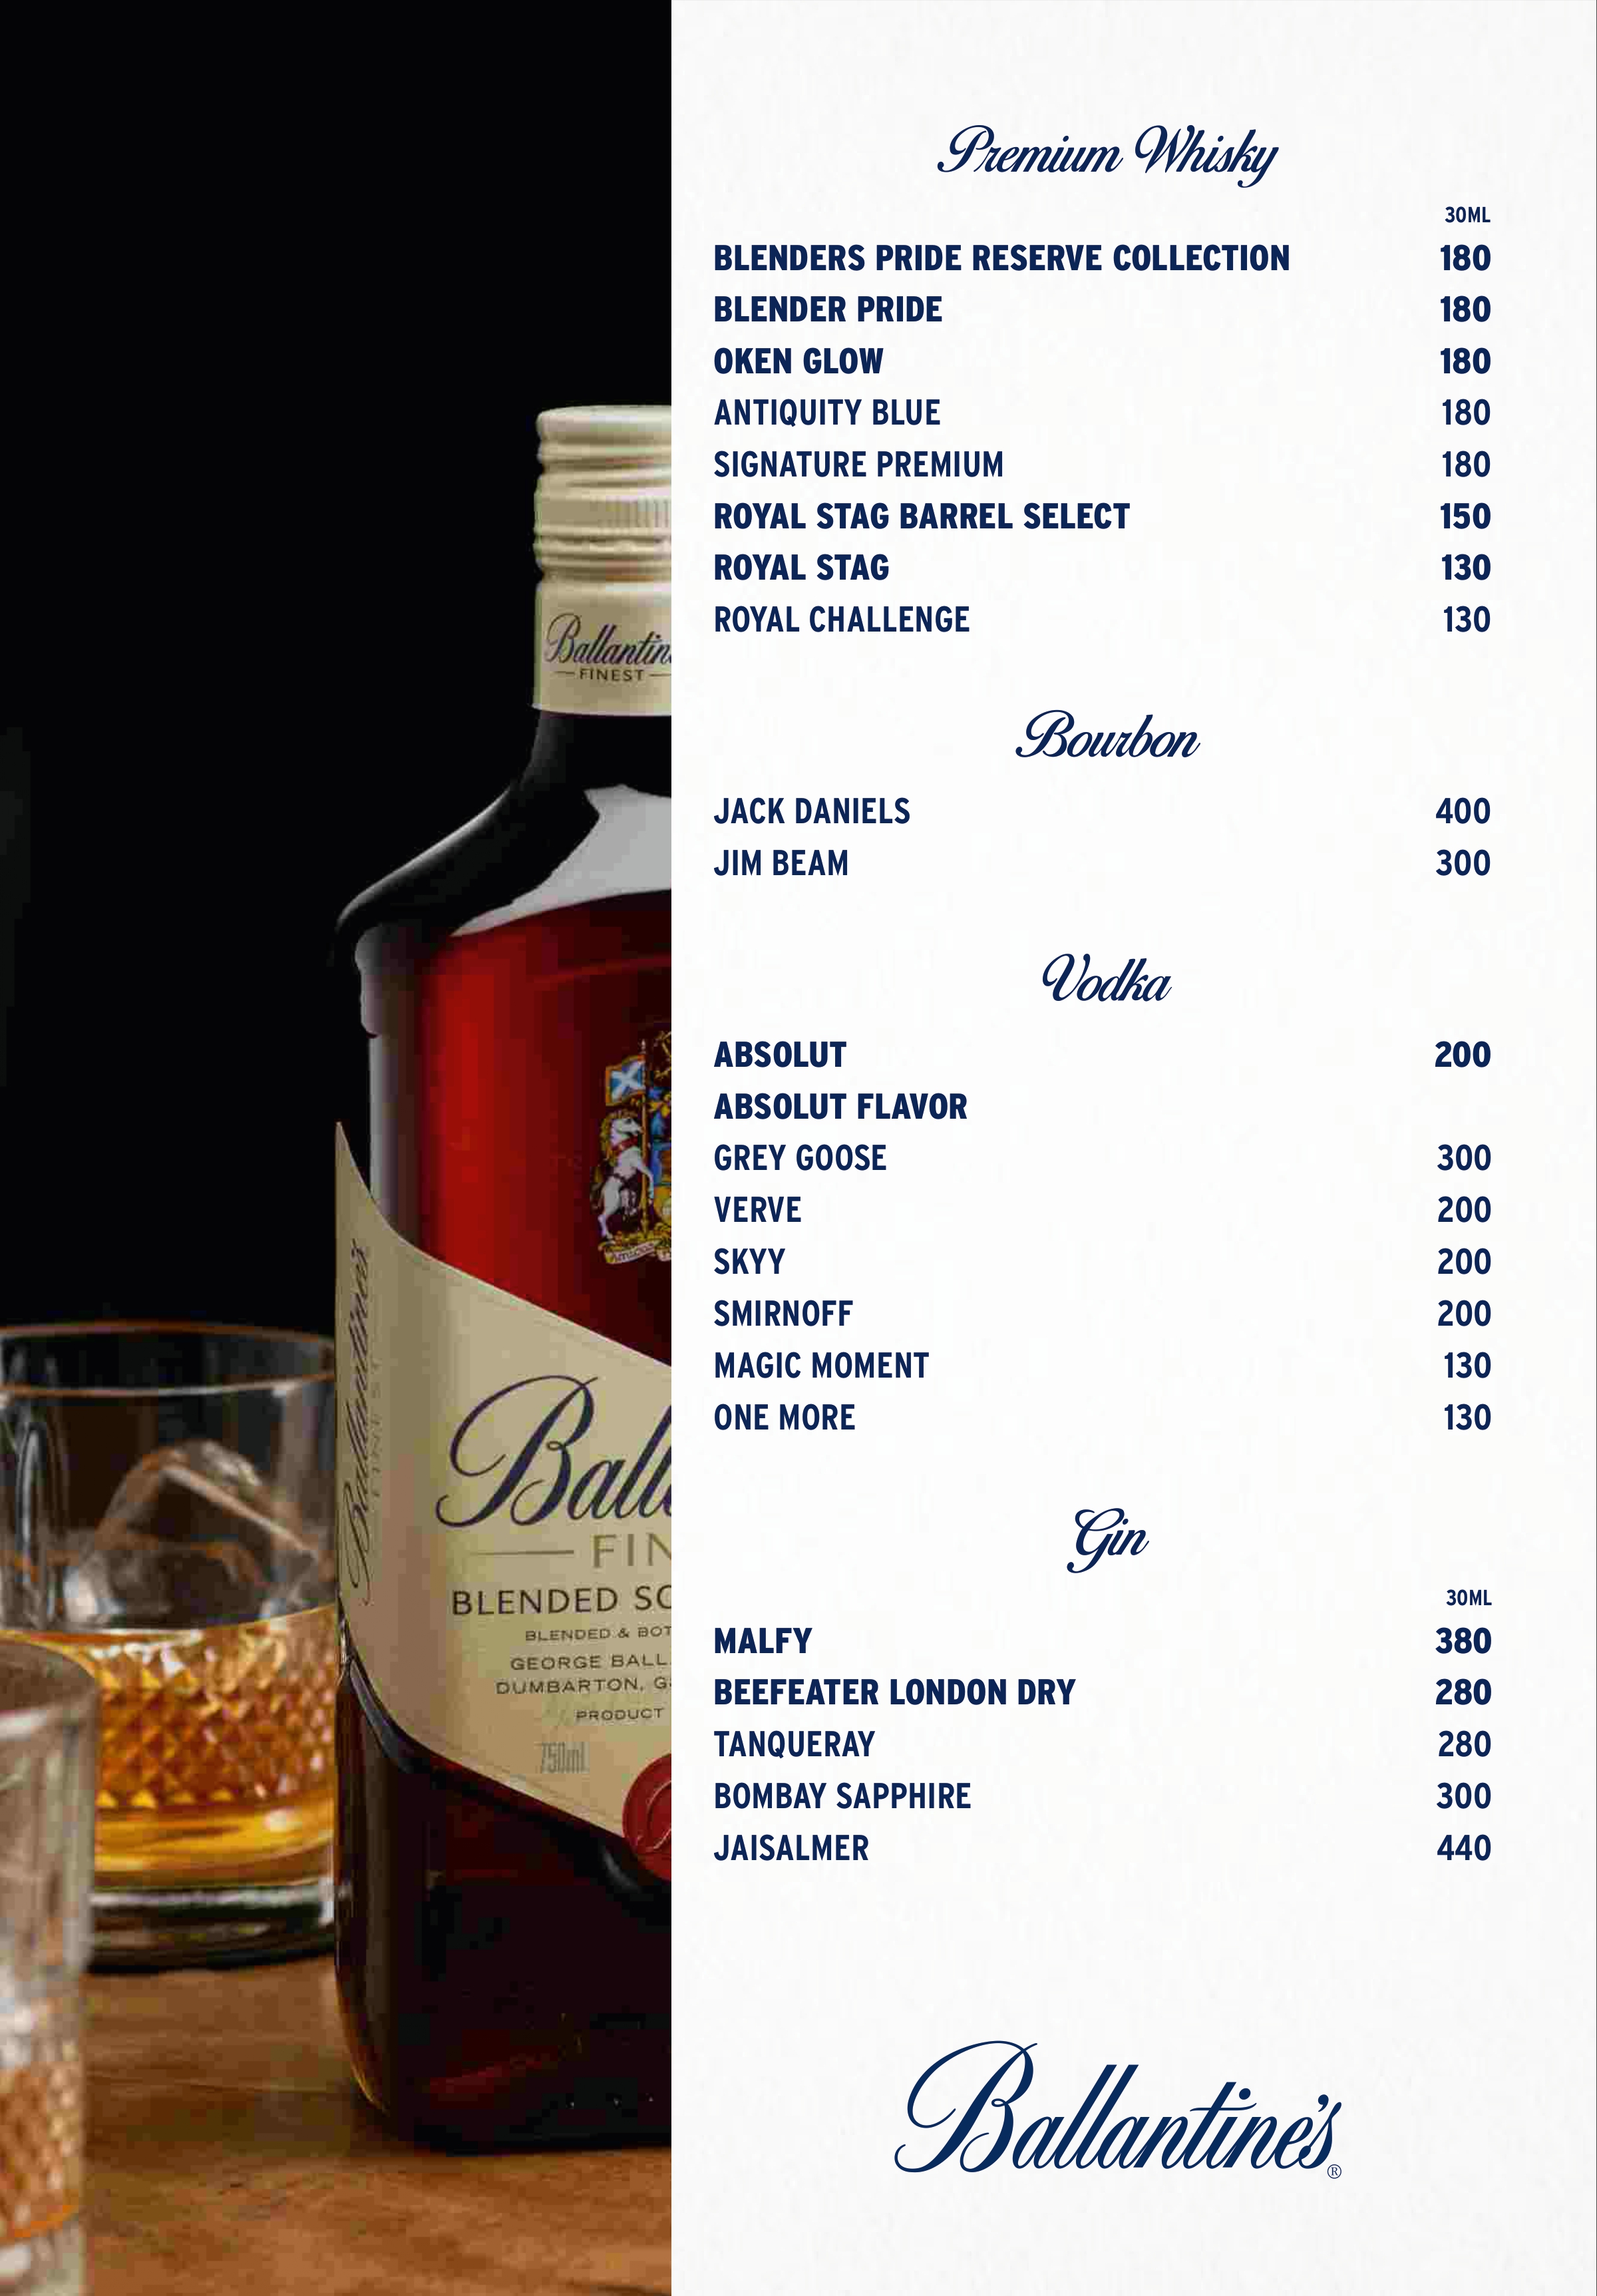 Premium Whisky
30ML
BLENDERS PRIDE RESERVE COLLECTION 180
BLENDER PRIDE 180
OKEN GLOW 180
ANTIQUITY BLUE 180
SIGNATURE PREMIUM 180
ROYAL STAG BARREL SELECT 150
ROYAL STAG 130
ROYAL CHALLENGE 130
Bourbon
JACK DANIELS 400
JIM BEAM 300
Vodka
ABSOLUT 200
ABSOLUT FLAVOR
GREY GOOSE 300
VERVE 200
SKYY 200
SMIRNOFF 200
MAGIC MOMENT 130
ONE MORE 130
Gin
30ML
MALFY 380
BEEFEATER LONDON DRY 280
TANQUERAY 280
BOMBAY SAPPHIRE 300
JAISALMER 440
Ballantine's®
Ballantin
FINEST
Ballantine's
FINEST
Ball
FIN
BLENDED SC
BLENDED & BOT
GEORGE BALL
DUMBARTON, G
PRODUCT
750ml